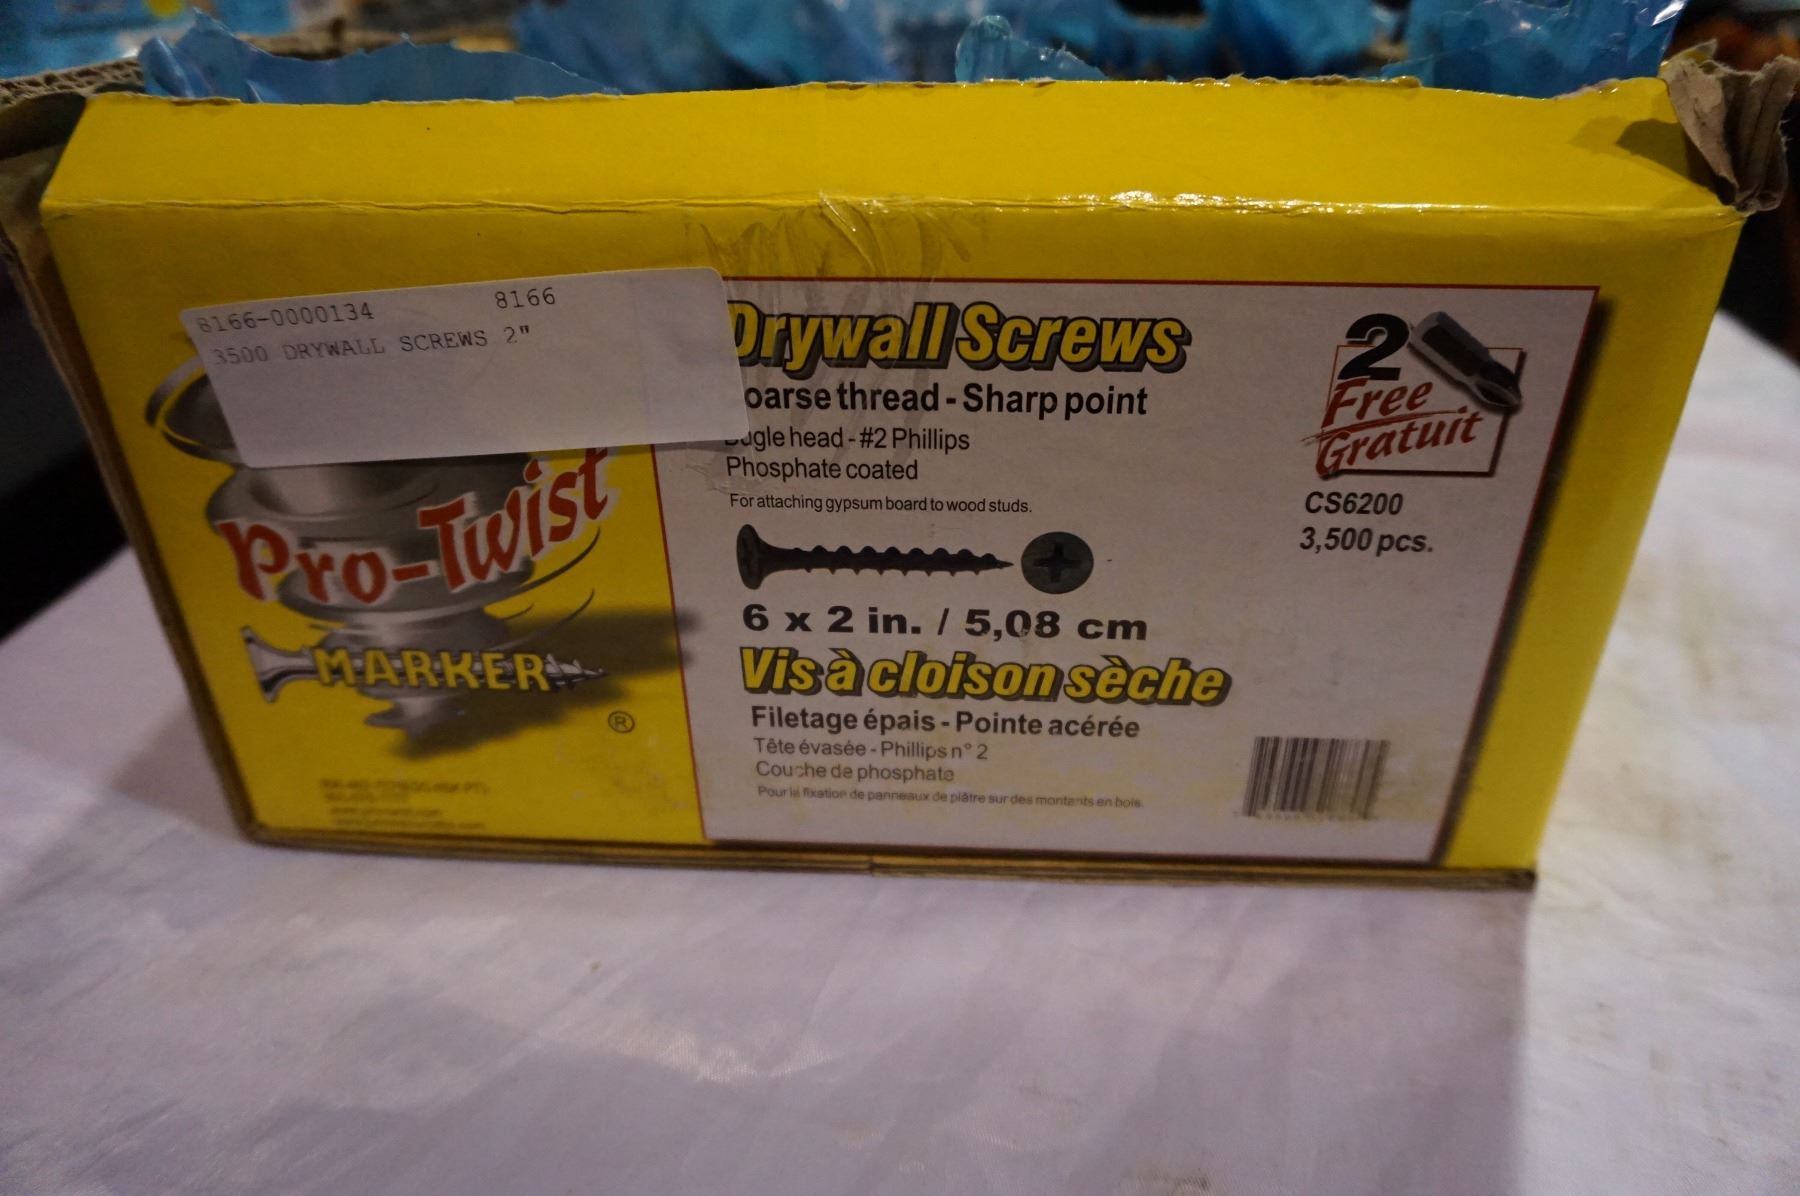 8166-0000134 8166
3500 DRYWALL SCREWS 2"
Pro-Twist
MARKER
®
Drywall Screws
oarse thread - Sharp point
Bugle head - #2 Phillips
Phosphate coated
For attaching gypsum board to wood studs.
6 x 2 in. / 5,08 cm
Vis à cloison sèche
Filetage épais - Pointe acérée
Tête évasée - Phillips n° 2
Couche de phosphate
Pour la fixation de panneaux de plâtre sur des montants en bois.
2
Free
Gratuit
CS6200
3,500 pcs.